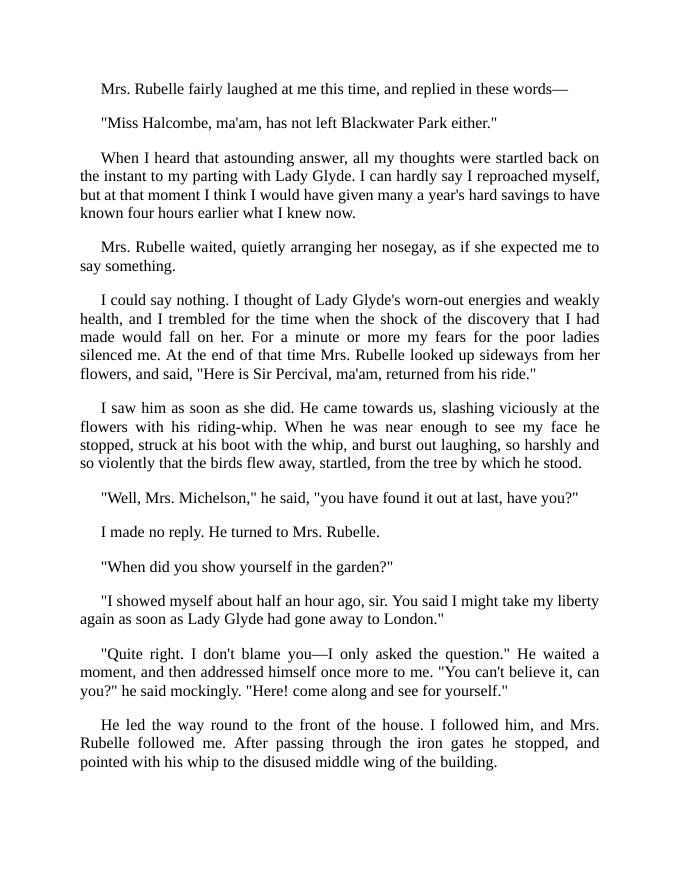 Mrs. Rubelle fairly laughed at me this time, and replied in these words—
"Miss Halcombe, ma'am, has not left Blackwater Park either."
When I heard that astounding answer, all my thoughts were startled back on
the instant to my parting with Lady Glyde. I can hardly say I reproached myself,
but at that moment I think I would have given many a year's hard savings to have
known four hours earlier what I knew now.
Mrs. Rubelle waited, quietly arranging her nosegay, as if she expected me to
say something.
I could say nothing. I thought of Lady Glyde's worn-out energies and weakly
health, and I trembled for the time when the shock of the discovery that I had
made would fall on her. For a minute or more my fears for the poor ladies
silenced me. At the end of that time Mrs. Rubelle looked up sideways from her
flowers, and said, "Here is Sir Percival, ma'am, returned from his ride."
I saw him as soon as she did. He came towards us, slashing viciously at the
flowers with his riding-whip. When he was near enough to see my face he
stopped, struck at his boot with the whip, and burst out laughing, so harshly and
so violently that the birds flew away, startled, from the tree by which he stood.
"Well, Mrs. Michelson," he said, "you have found it out at last, have you?"
I made no reply. He turned to Mrs. Rubelle.
"When did you show yourself in the garden?"
"I showed myself about half an hour ago, sir. You said I might take my liberty
again as soon as Lady Glyde had gone away to London."
"Quite right. I don't blame you—I only asked the question." He waited a
moment, and then addressed himself once more to me. "You can't believe it, can
you?" he said mockingly. "Here! come along and see for yourself."
He led the way round to the front of the house. I followed him, and Mrs.
Rubelle followed me. After passing through the iron gates he stopped, and
pointed with his whip to the disused middle wing of the building.